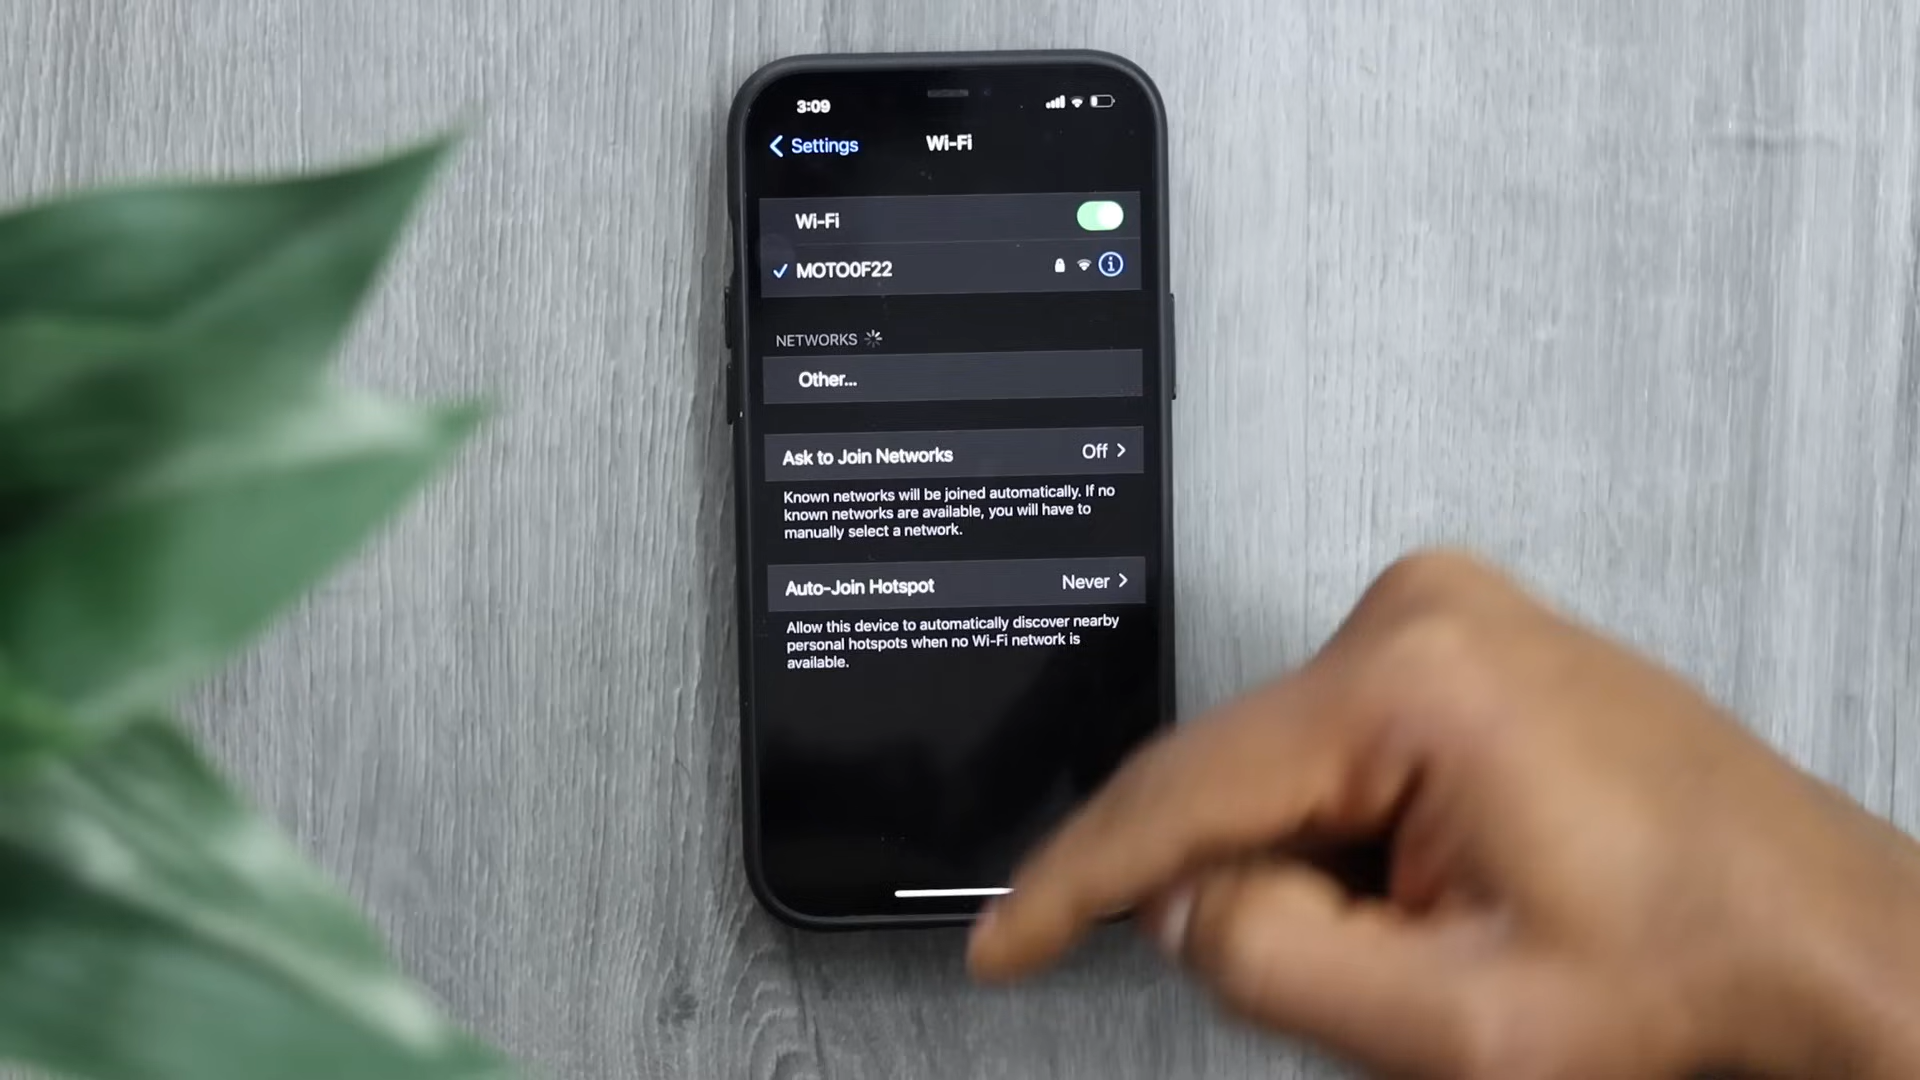 3:09
Settings
Wi-Fi
Wi-Fi
MOTO0F22
NETWORKS
Other...
Ask to Join Networks Off
Known networks will be joined automatically. If no
known networks are available, you will have to
manually select a network.
Auto-Join Hotspot Never
Allow this device to automatically discover nearby
personal hotspots when no Wi-Fi network is
available.